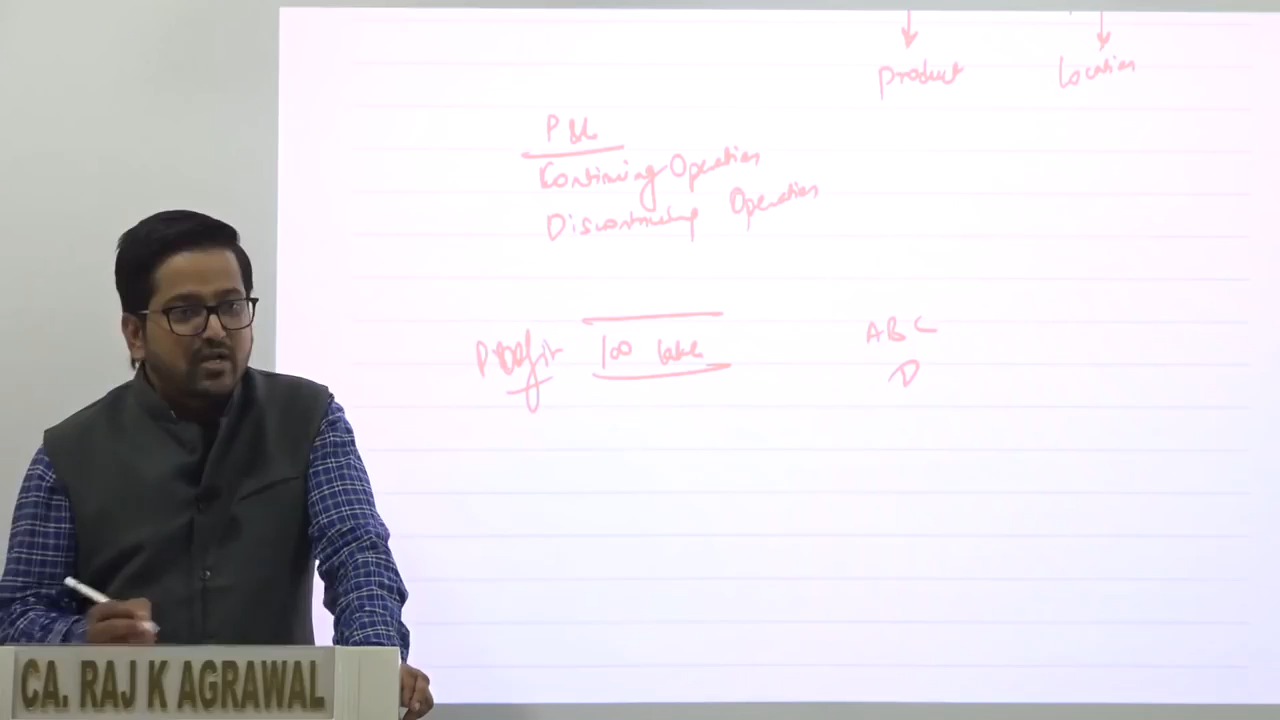 Product Location
P&L
Continuing Operation
Discontinuing Operation
Profit 100 lakh
ABC
D
CA. RAJ K AGRAWAL